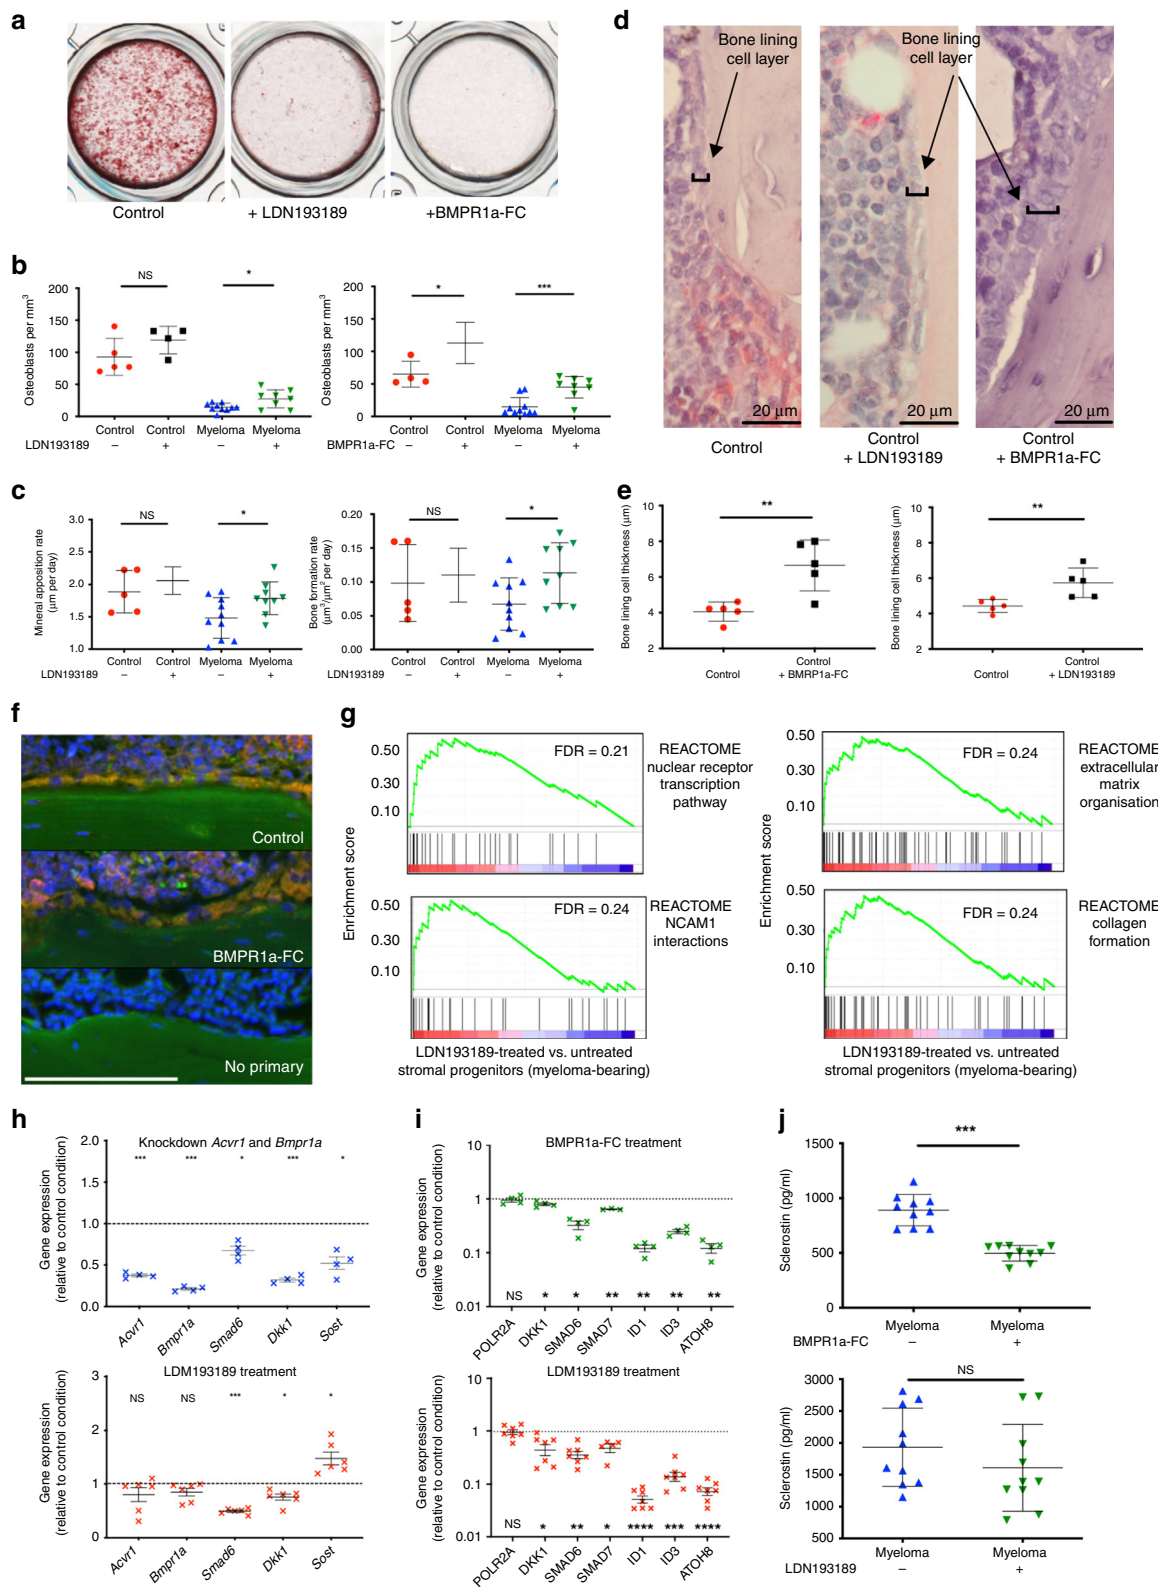 a
Control
+ LDN193189
+BMPR1a-FC
b
Osteoblasts per mm³
200
150
100
50
0
NS
*
Control
Control
Myeloma
Myeloma
LDN193189
–
+
–
+
Osteoblasts per mm³
200
150
100
50
0
*
***
Control
Control
Myeloma
Myeloma
BMPR1a-FC
–
+
–
+
c
Mineral apposition rate
(µm per day)
3.0
2.5
2.0
1.5
1.0
NS
*
Control
Control
Myeloma
Myeloma
LDN193189
–
+
–
+
Bone formation rate
(µm³/µm² per day)
0.20
0.15
0.10
0.05
0.00
NS
*
Control
Control
Myeloma
Myeloma
LDN193189
–
+
–
+
d
Bone lining
cell layer
Bone lining
cell layer
20 µm
20 µm
20 µm
Control
Control
+ LDN193189
Control
+ BMPR1a-FC
e
Bone lining cell thickness (µm)
10
8
6
4
2
**
Control
Control
+ BMRP1a-FC
Bone lining cell thickness (µm)
10
8
6
4
2
**
Control
Control
+ LDN193189
f
Control
BMPR1a-FC
No primary
g
Enrichment score
0.50
0.30
0.10
FDR = 0.21
REACTOME
nuclear receptor
transcription
pathway
0.50
0.30
0.10
FDR = 0.24
REACTOME
NCAM1
interactions
LDN193189-treated vs. untreated
stromal progenitors (myeloma-bearing)
Enrichment score
0.50
0.30
0.10
FDR = 0.24
REACTOME
extracellular
matrix
organisation
0.50
0.30
0.10
FDR = 0.24
REACTOME
collagen
formation
LDN193189-treated vs. untreated
stromal progenitors (myeloma-bearing)
h
Knockdown Acvr1 and Bmpr1a
Gene expression
(relative to control condition)
2.0
1.5
1.0
0.5
0.0
***
***
*
***
*
Acvr1
Bmpr1a
Smad6
Dkk1
Sost
LDM193189 treatment
Gene expression
(relative to control condition)
3
2
1
0
NS
NS
***
*
*
Acvr1
Bmpr1a
Smad6
Dkk1
Sost
i
BMPR1a-FC treatment
Gene expression
(relative to control condition)
10
1
0.1
0.01
NS
*
*
**
**
**
**
POLR2A
DKK1
SMAD6
SMAD7
ID1
ID3
ATOH8
LDM193189 treatment
Gene expression
(relative to control condition)
10
1
0.1
0.01
NS
*
**
*
****
***
****
POLR2A
DKK1
SMAD6
SMAD7
ID1
ID3
ATOH8
j
Sclerostin (pg/ml)
1500
1000
500
0
***
Myeloma
Myeloma
BMPR1a-FC
–
+
Sclerostin (pg/ml)
3000
2500
2000
1500
1000
500
NS
Myeloma
Myeloma
LDN193189
–
+